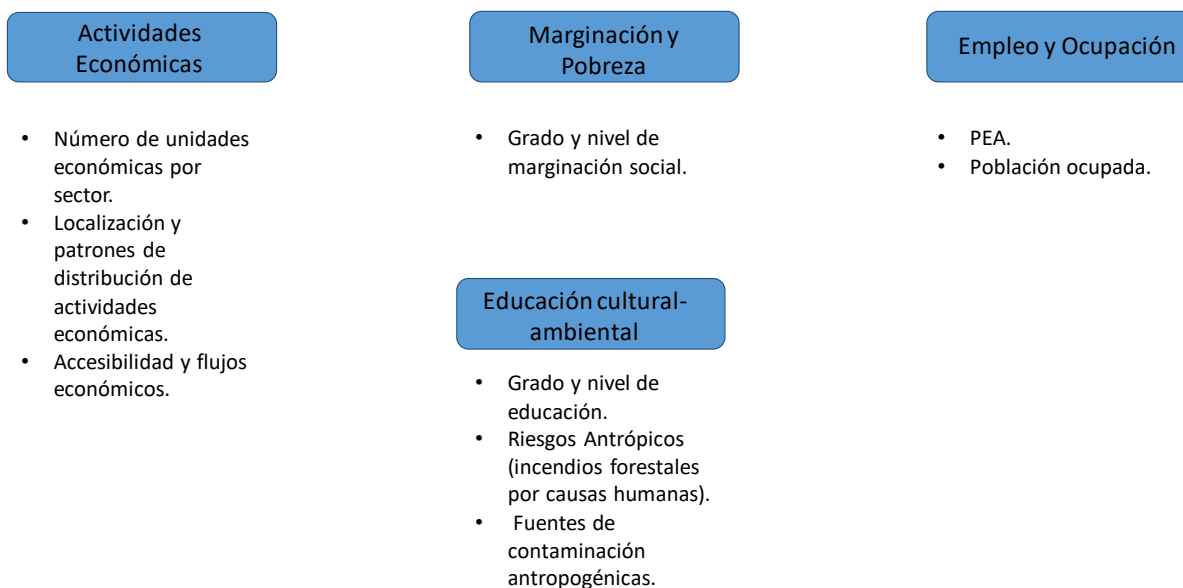 Actividades
Económicas
• Número de unidades
económicas por
sector.
• Localización y
patrones de
distribución de
actividades
económicas.
• Accesibilidad y flujos
económicos.
Marginación y
Pobreza
• Grado y nivel de
marginación social.
Educación cultural-
ambiental
• Grado y nivel de
educación.
• Riesgos Antrópicos
(incendios forestales
por causas humanas).
• Fuentes de
contaminación
antropogénicas.
Empleo y Ocupación
• PEA.
• Población ocupada.